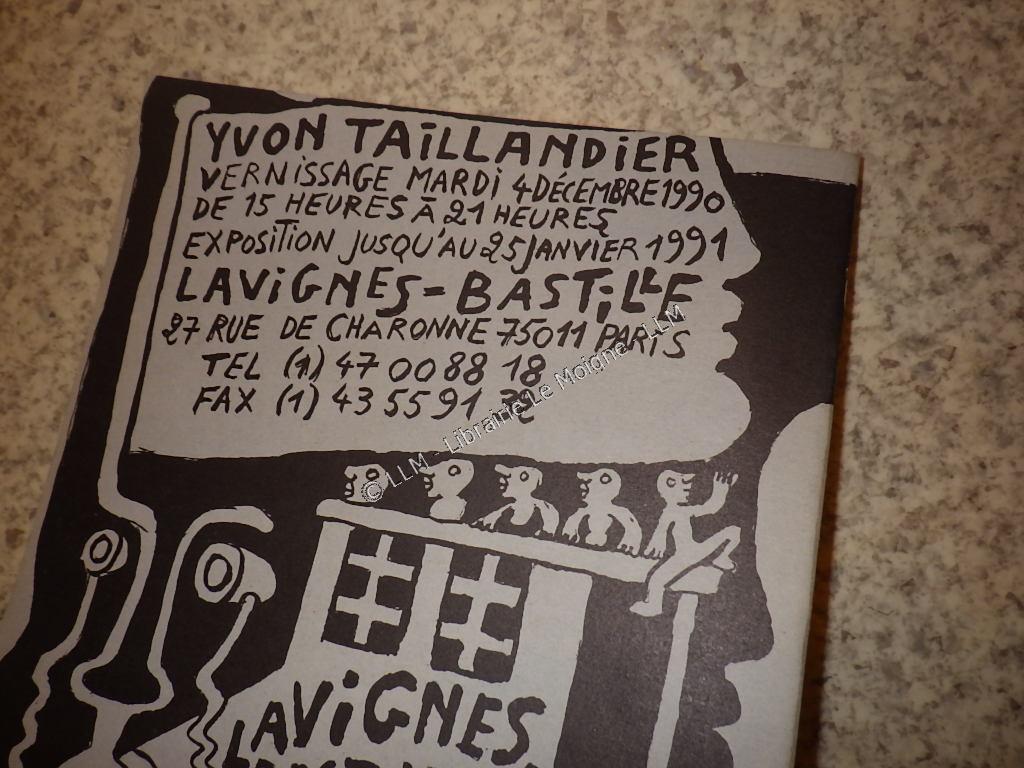 YVON TAiLLANDiER
VERNiSSAGE MARDi 4 DÉCEMBRE 1990
DE 15 HEURES À 21 HEURES
EXPOSiTiON JUSQU'AU 25 JANVIER 1991
LAViGNES-BASTiLLE
27 RUE DE CHARONNE 75011 PARIS
TEL (1) 47 00 88 18
FAX (1) 43 55 91
© LLM - Librairie Le Moigne - LLM
LAViGNES